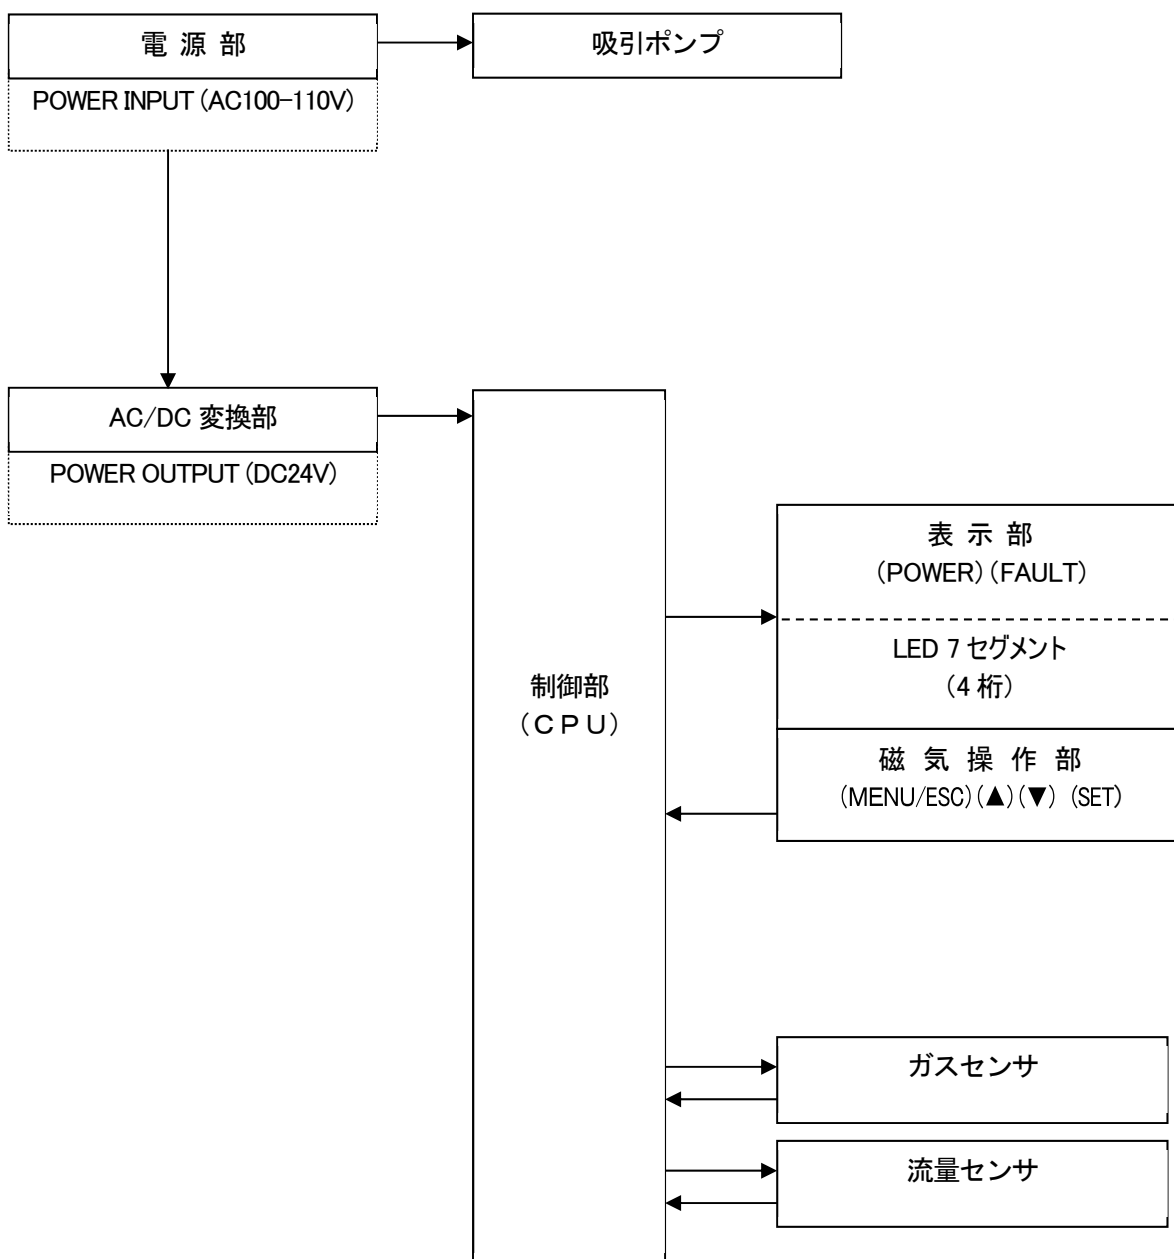 電 源 部
吸引ポンプ
POWER INPUT (AC100-110V)
AC/DC 変換部
POWER OUTPUT (DC24V)
表 示 部
(POWER) (FAULT)
LED 7 セグメント
(4 桁)
制御部
(ＣＰＵ)
磁 気 操 作 部
(MENU/ESC) (▲) (▼) (SET)
ガスセンサ
流量センサ